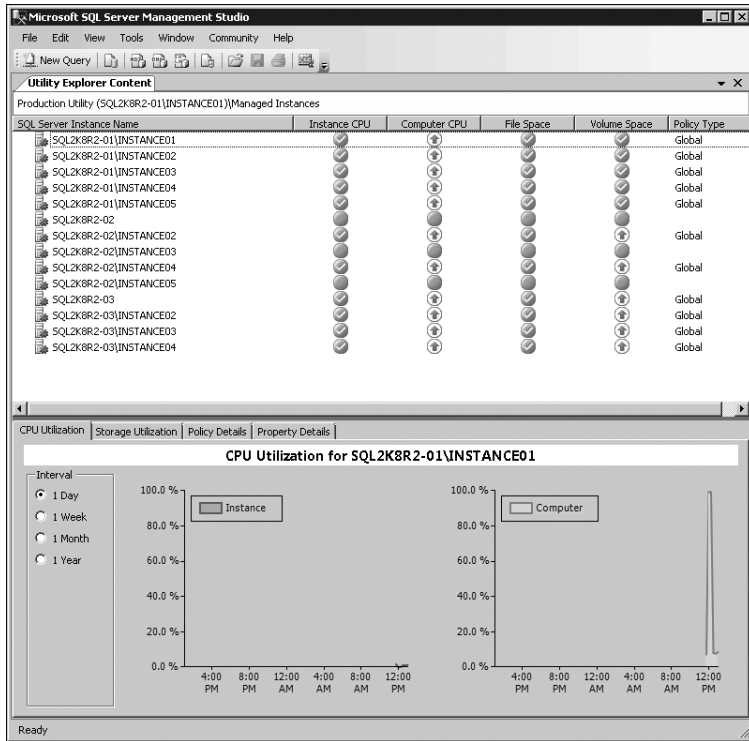 Microsoft SQL Server Management Studio
File Edit View Tools Window Community Help
New Query
Utility Explorer Content
Production Utility (SQL2K8R2-01\INSTANCE01)\Managed Instances
SQL Server Instance Name Instance CPU Computer CPU File Space Volume Space Policy Type
SQL2K8R2-01\INSTANCE01 Global
SQL2K8R2-01\INSTANCE02 Global
SQL2K8R2-01\INSTANCE03 Global
SQL2K8R2-01\INSTANCE04 Global
SQL2K8R2-01\INSTANCE05 Global
SQL2K8R2-02
SQL2K8R2-02\INSTANCE02 Global
SQL2K8R2-02\INSTANCE03
SQL2K8R2-02\INSTANCE04 Global
SQL2K8R2-02\INSTANCE05
SQL2K8R2-03 Global
SQL2K8R2-03\INSTANCE02 Global
SQL2K8R2-03\INSTANCE03 Global
SQL2K8R2-03\INSTANCE04 Global
CPU Utilization Storage Utilization Policy Details Property Details
CPU Utilization for SQL2K8R2-01\INSTANCE01
Interval
1 Day
1 Week
1 Month
1 Year
100.0 %
80.0 %
60.0 %
40.0 %
20.0 %
0.0 %
Instance
4:00 PM 8:00 PM 12:00 AM 4:00 AM 8:00 AM 12:00 PM
100.0 %
80.0 %
60.0 %
40.0 %
20.0 %
0.0 %
Computer
4:00 PM 8:00 PM 12:00 AM 4:00 AM 8:00 AM 12:00 PM
Ready